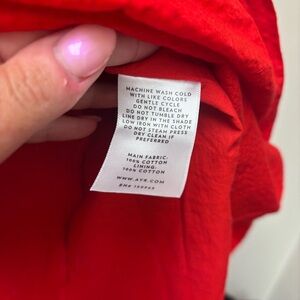 MACHINE WASH COLD
WITH LIKE COLORS
GENTLE CYCLE
DO NOT BLEACH
DO NOT TUMBLE DRY
LINE DRY IN THE SHADE
LOW IRON WITH CLOTH
DO NOT STEAM PRESS
DRY CLEAN IF
PREFERRED
MAIN FABRIC:
100% COTTON
LINING:
100% COTTON
WWW.AYR.COM